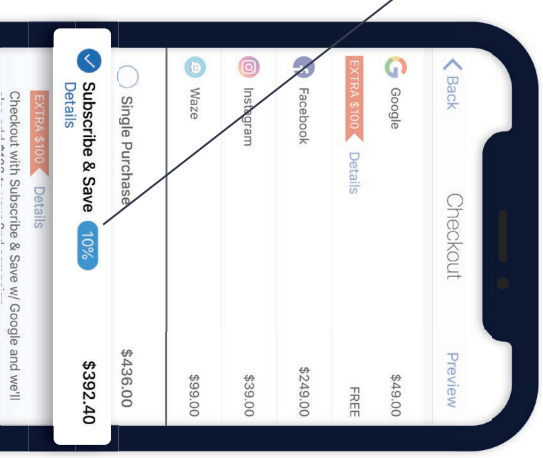 Back Checkout Preview
Google $49.00
EXTRA $100 Details FREE
Facebook $249.00
Instagram $39.00
Waze $99.00
Single Purchase $436.00
Subscribe & Save 10% $392.40
Details
EXTRA $100 Details
Checkout with Subscribe & Save w/ Google and we'll